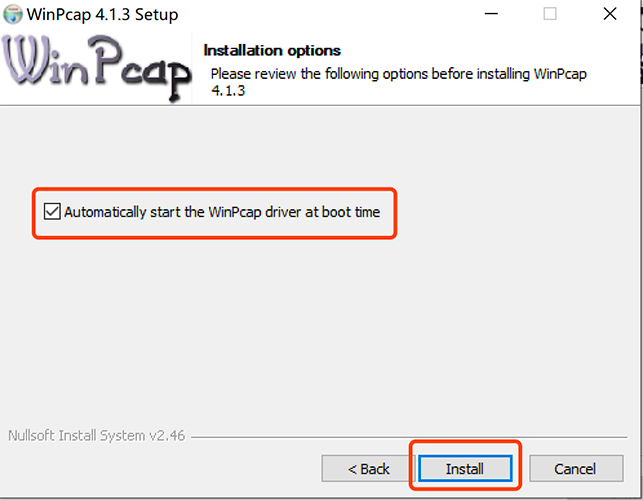 WinPcap 4.1.3 Setup
WinPcap
Installation options
Please review the following options before installing WinPcap
4.1.3
Automatically start the WinPcap driver at boot time
Nullsoft Install System v2.46
< Back
Install
Cancel